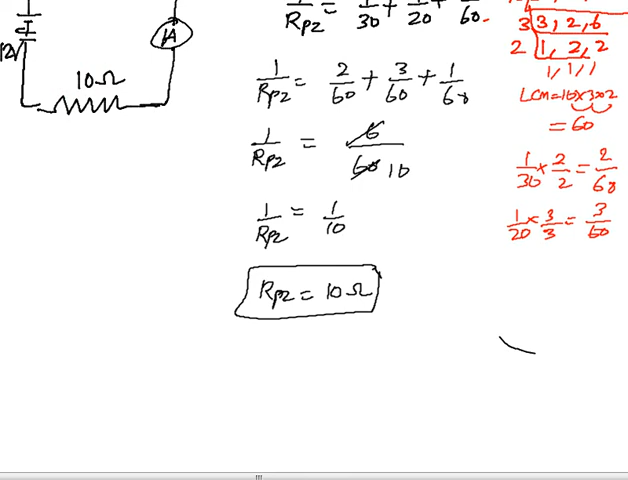 1/Rp2 = 1/30 + 1/20 + 1/60.
1/Rp2 = 2/60 + 3/60 + 1/60
1/Rp2 = 6/60 10
1/Rp2 = 1/10
Rp2 = 10Ω
A
12V
10Ω
3 3, 2, 6
2 1, 2, 2
1, 1, 1
LCM = 10×3×2
= 60
1/30 × 2/2 = 2/60
1/20 × 3/3 = 3/60